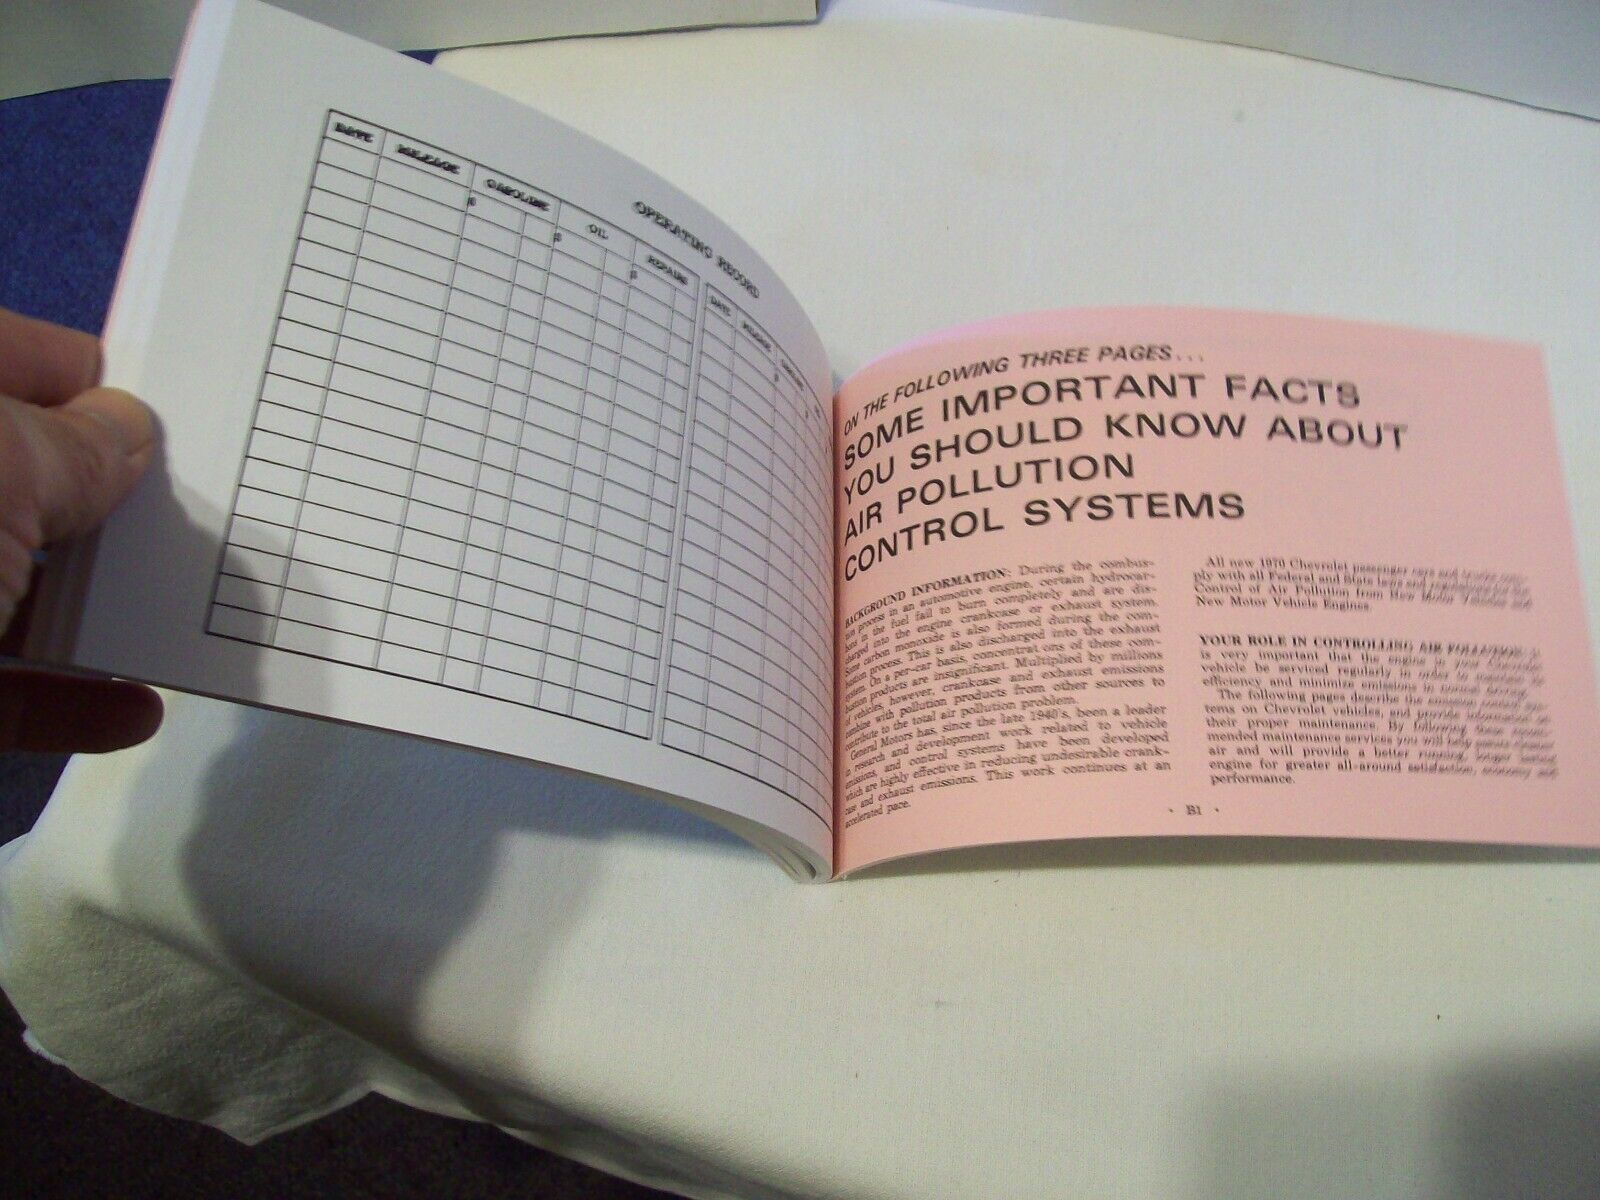 OPERATING RECORD
DATE MILEAGE GASOLINE OIL REPAIRS
$ $ $
DATE MILEAGE
$
ON THE FOLLOWING THREE PAGES...
SOME IMPORTANT FACTS
YOU SHOULD KNOW ABOUT
AIR POLLUTION
CONTROL SYSTEMS
BACKGROUND INFORMATION: During the combus-
tion process in an automotive engine, certain hydrocar-
bons in the fuel fail to burn completely and are dis-
charged into the engine crankcase or exhaust system.
Some carbon monoxide is also formed during the com-
bustion process. This is also discharged into the exhaust
system. On a per-car basis, concentrat ons of these com-
bustion products are insignificant. Multiplied by millions
of vehicles, however, crankcase and exhaust emissions
combine with pollution products from other sources to
contribute to the total air pollution problem.
General Motors has, since the late 1940's, been a leader
in research and development work related to vehicle
emissions, and control systems have been developed
which are highly effective in reducing undesirable crank-
case and exhaust emissions. This work continues at an
accelerated pace.
All new 1970 Chevrolet passenger cars and trucks com-
ply with all Federal and State laws and regulations for the
Control of Air Pollution from New Motor Vehicles and
New Motor Vehicle Engines.
YOUR ROLE IN CONTROLLING AIR POLLUTION: It
is very important that the engine in your Chevrolet
vehicle be serviced regularly in order to maintain its
efficiency and minimize emissions in normal driving.
The following pages describe the emission control sys-
tems on Chevrolet vehicles, and provide information on
their proper maintenance. By following these recom-
mended maintenance services you will help assure cleaner
air and will provide a better running, longer lasting
engine for greater all-around satisfaction, economy and
performance.
• B1 •